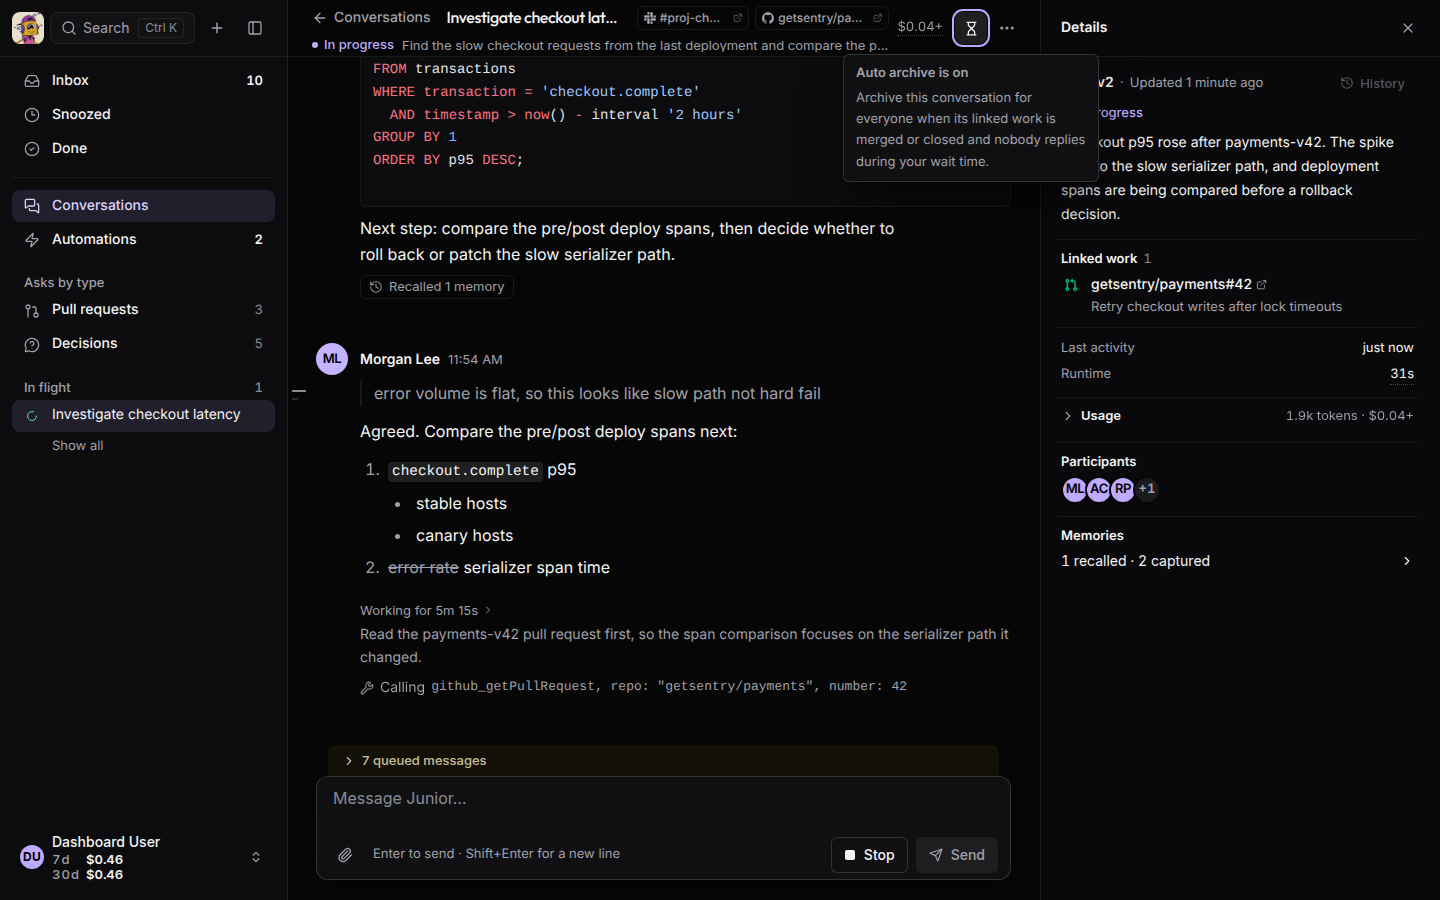 Search
Ctrl K
Inbox 10
Snoozed
Done
Conversations
Automations 2
Asks by type
Pull requests 3
Decisions 5
In flight 1
Investigate checkout latency
Show all
DU
Dashboard User
7d $0.46
30d $0.46
Conversations
Investigate checkout lat...
#proj-ch...
getsentry/pa...
$0.04+
In progress Find the slow checkout requests from the last deployment and compare the p...
Auto archive is on
Archive this conversation for
everyone when its linked work is
merged or closed and nobody replies
during your wait time.
FROM transactions
WHERE transaction = 'checkout.complete'
AND timestamp > now() - interval '2 hours'
GROUP BY 1
ORDER BY p95 DESC;
Next step: compare the pre/post deploy spans, then decide whether to
roll back or patch the slow serializer path.
Recalled 1 memory
ML Morgan Lee 11:54 AM
error volume is flat, so this looks like slow path not hard fail
Agreed. Compare the pre/post deploy spans next:
1. checkout.complete p95
• stable hosts
• canary hosts
2. error rate serializer span time
Working for 5m 15s
Read the payments-v42 pull request first, so the span comparison focuses on the serializer path it
changed.
Calling github_getPullRequest, repo: "getsentry/payments", number: 42
7 queued messages
Message Junior...
Enter to send · Shift+Enter for a new line
Stop
Send
Details
v2 · Updated 1 minute ago
History
rogress
kout p95 rose after payments-v42. The spike
o the slow serializer path, and deployment
spans are being compared before a rollback
decision.
Linked work 1
getsentry/payments#42
Retry checkout writes after lock timeouts
Last activity just now
Runtime 31s
Usage 1.9k tokens · $0.04+
Participants
ML AC RP +1
Memories
1 recalled · 2 captured